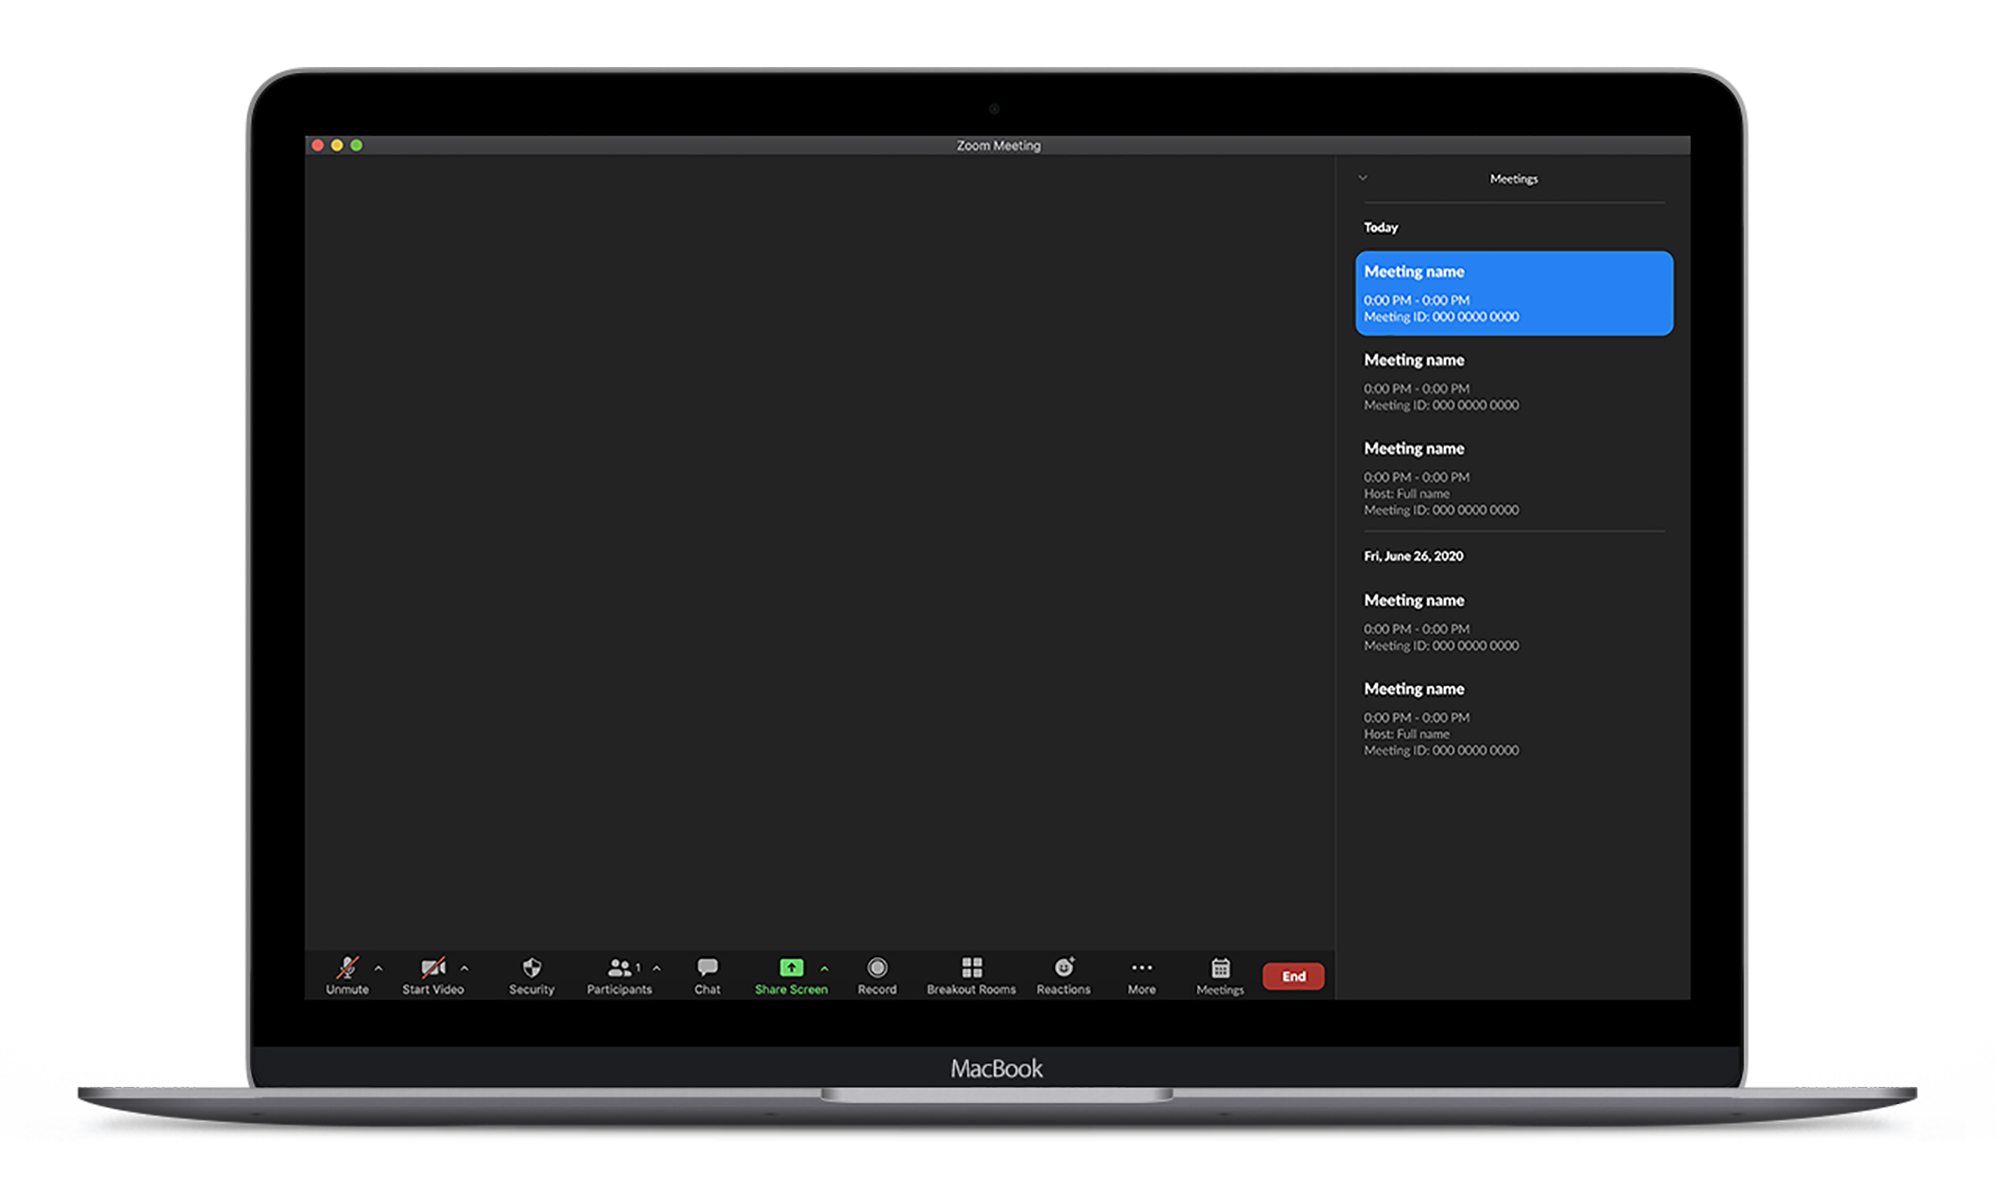 Zoom Meeting
Meetings
Today
Meeting name
0:00 PM - 0:00 PM
Meeting ID: 000 0000 0000
Meeting name
0:00 PM - 0:00 PM
Meeting ID: 000 0000 0000
Meeting name
0:00 PM - 0:00 PM
Host: Full name
Meeting ID: 000 0000 0000
Fri, June 26, 2020
Meeting name
0:00 PM - 0:00 PM
Meeting ID: 000 0000 0000
Meeting name
0:00 PM - 0:00 PM
Host: Full name
Meeting ID: 000 0000 0000
1
Unmute Start Video Security Participants Chat Share Screen Record Breakout Rooms Reactions More Meetings End
MacBook